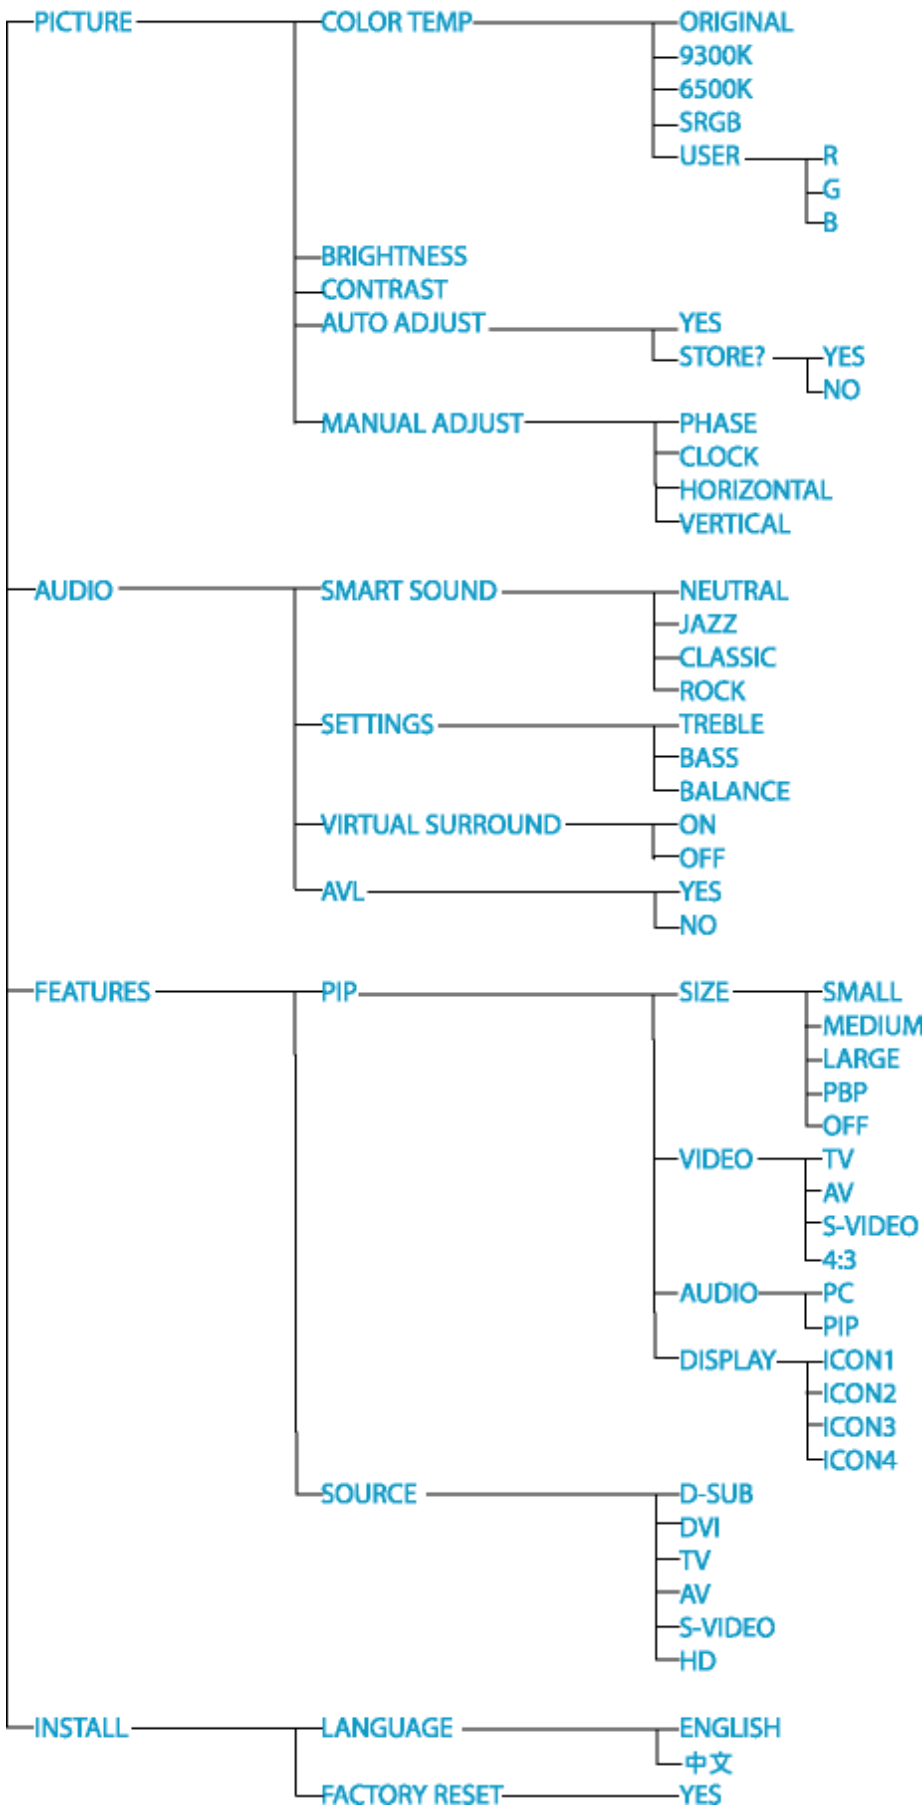 PICTURE COLOR TEMP ORIGINAL
9300K
6500K
SRGB
USER R
G
B
BRIGHTNESS
CONTRAST
AUTO ADJUST YES
STORE? YES
NO
MANUAL ADJUST PHASE
CLOCK
HORIZONTAL
VERTICAL
AUDIO SMART SOUND NEUTRAL
JAZZ
CLASSIC
ROCK
SETTINGS TREBLE
BASS
BALANCE
VIRTUAL SURROUND ON
OFF
AVL YES
NO
FEATURES PIP SIZE SMALL
MEDIUM
LARGE
PBP
OFF
VIDEO TV
AV
S-VIDEO
4:3
AUDIO PC
PIP
DISPLAY ICON1
ICON2
ICON3
ICON4
SOURCE D-SUB
DVI
TV
AV
S-VIDEO
HD
INSTALL LANGUAGE ENGLISH
中文
FACTORY RESET YES